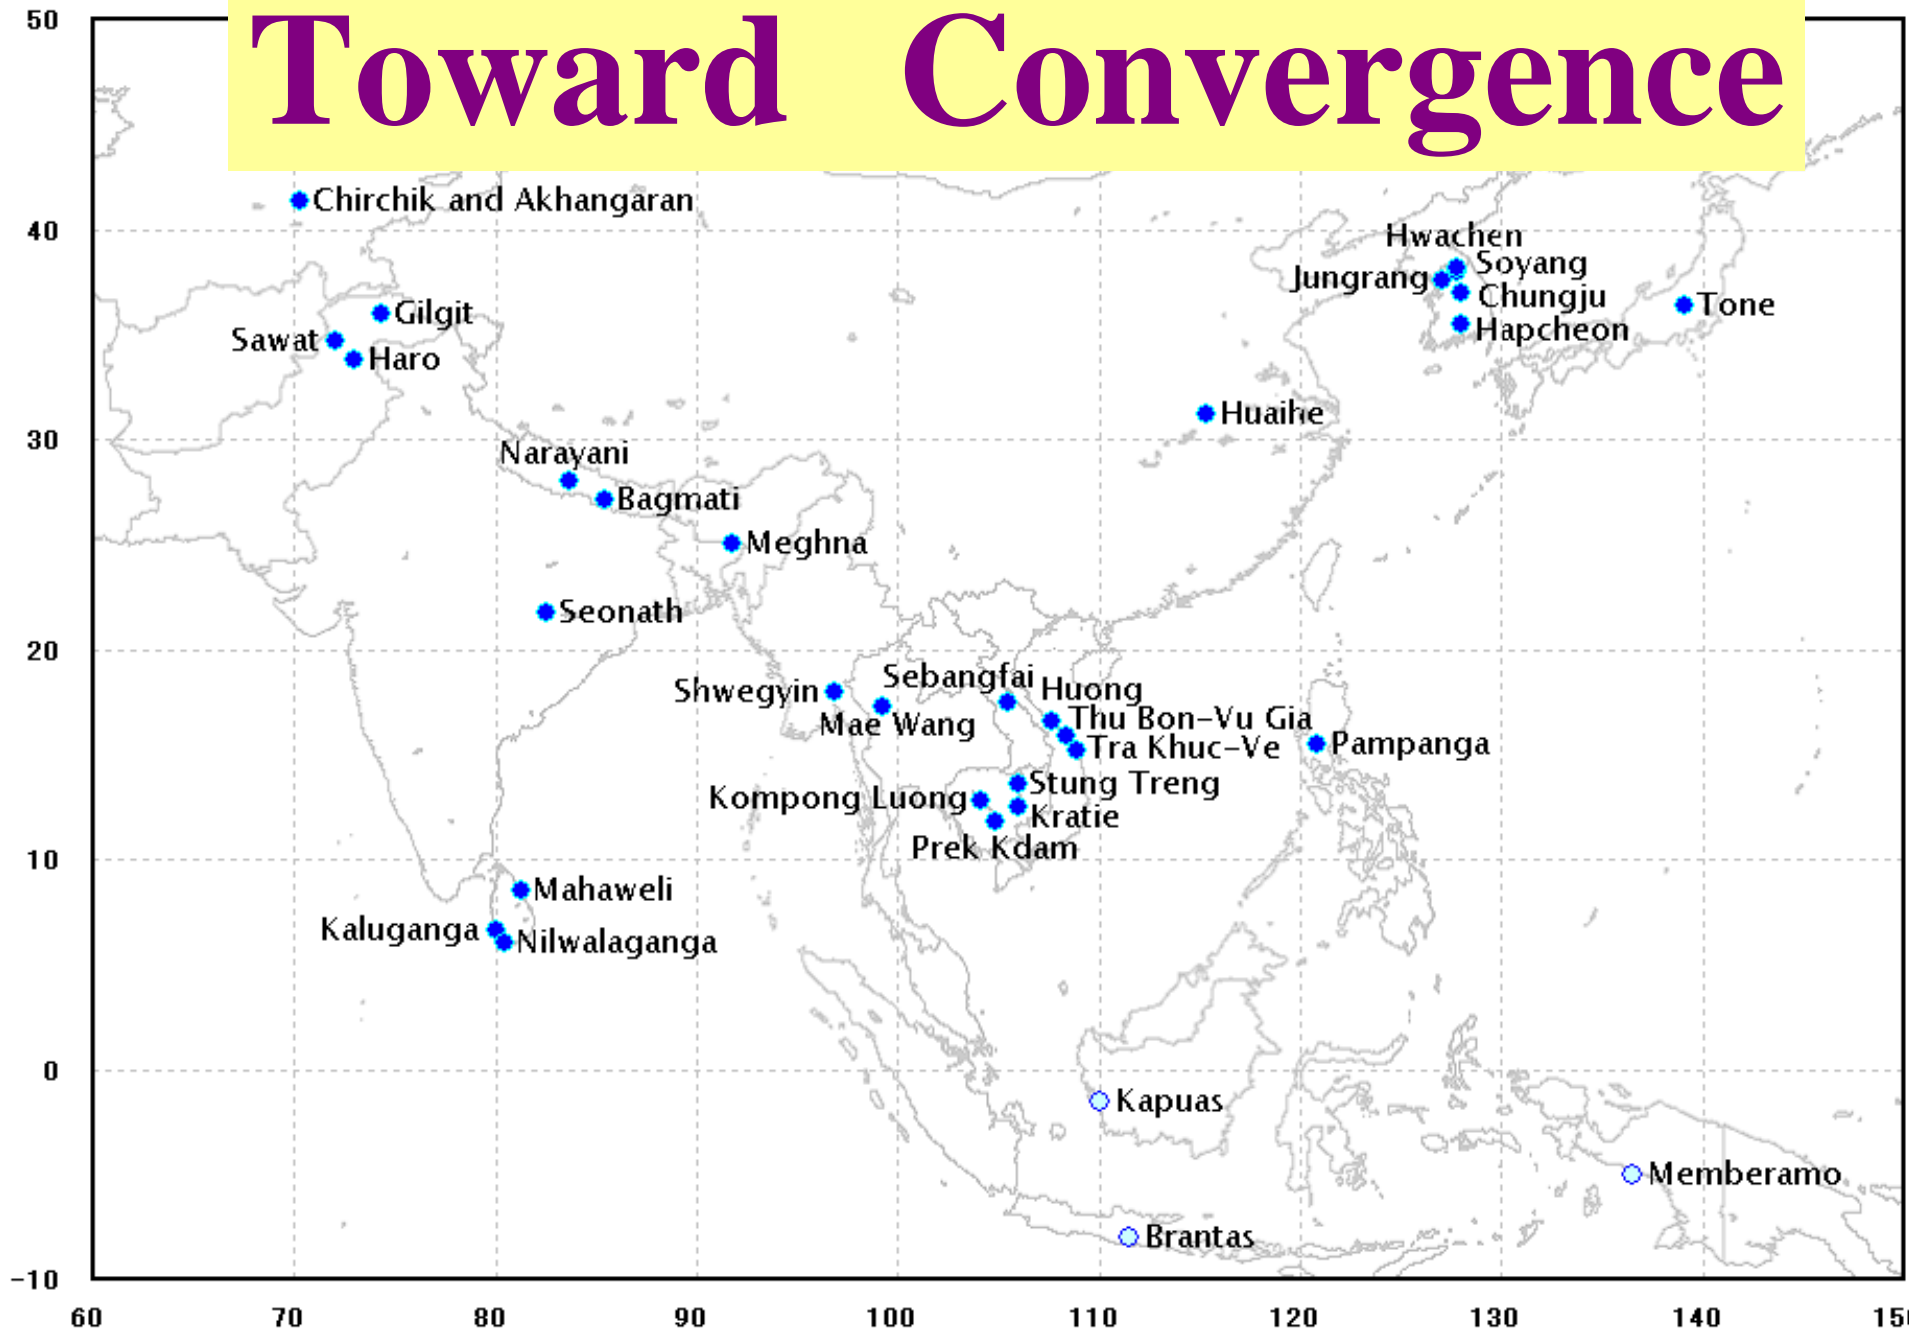 Toward Convergence
50
Chirchik and Akhangaran
40
Hwachen
Soyang
Jungrang
Chungju
Tone
Gilgit
Hapcheon
Sawat
Haro
Huaihe
30
Narayani
Bagmati
Meghna
Seonath
20
Sebangfai
Shwegyin
Huong
Mae Wang
Thu Bon-Vu Gia
Tra Khuc-Ve
Pampanga
Stung Treng
Kompong Luong
Kratie
Prek Kdam
10
Mahaweli
Kaluganga
Nilwalaganga
0
Kapuas
Memberamo
Brantas
-10
60 70 80 90 100 110 120 130 140